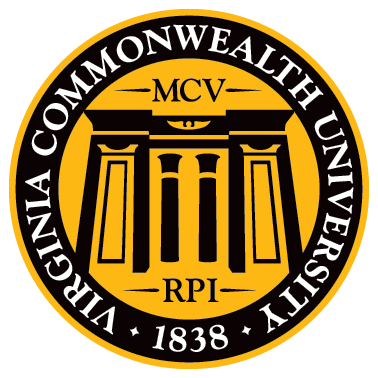 VIRGINIA COMMONWEALTH UNIVERSITY
MCV
RPI
· 1838 ·